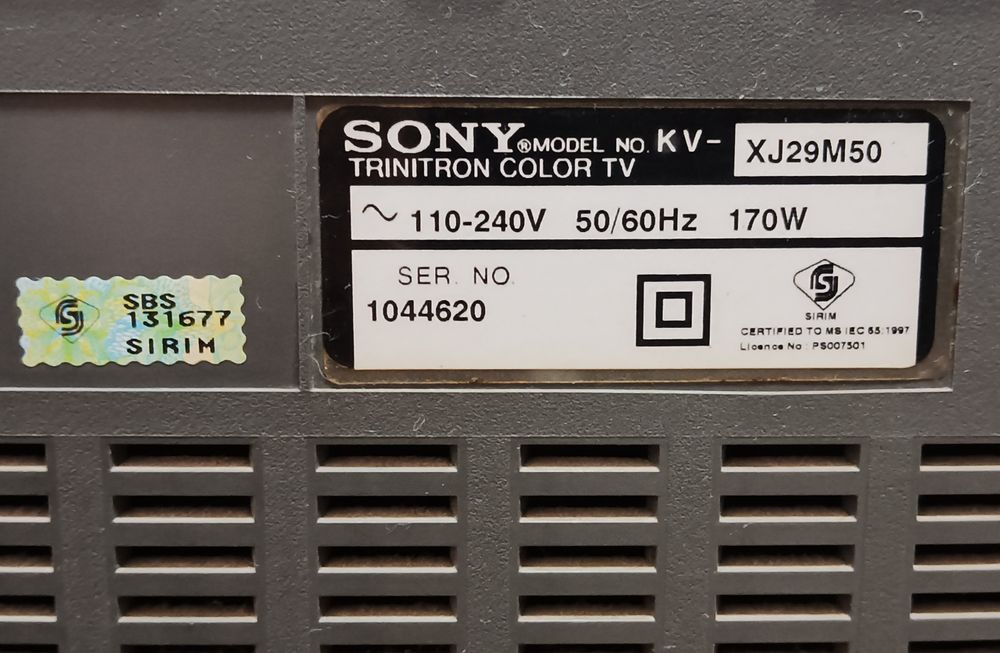 SONY® MODEL NO. KV- XJ29M50
TRINITRON COLOR TV
~ 110-240V 50/60Hz 170W
SER. NO.
1044620
SIRIM
CERTIFIED TO MS IEC 65:1997
Licence No : PS007501
SBS
131677
SIRIM